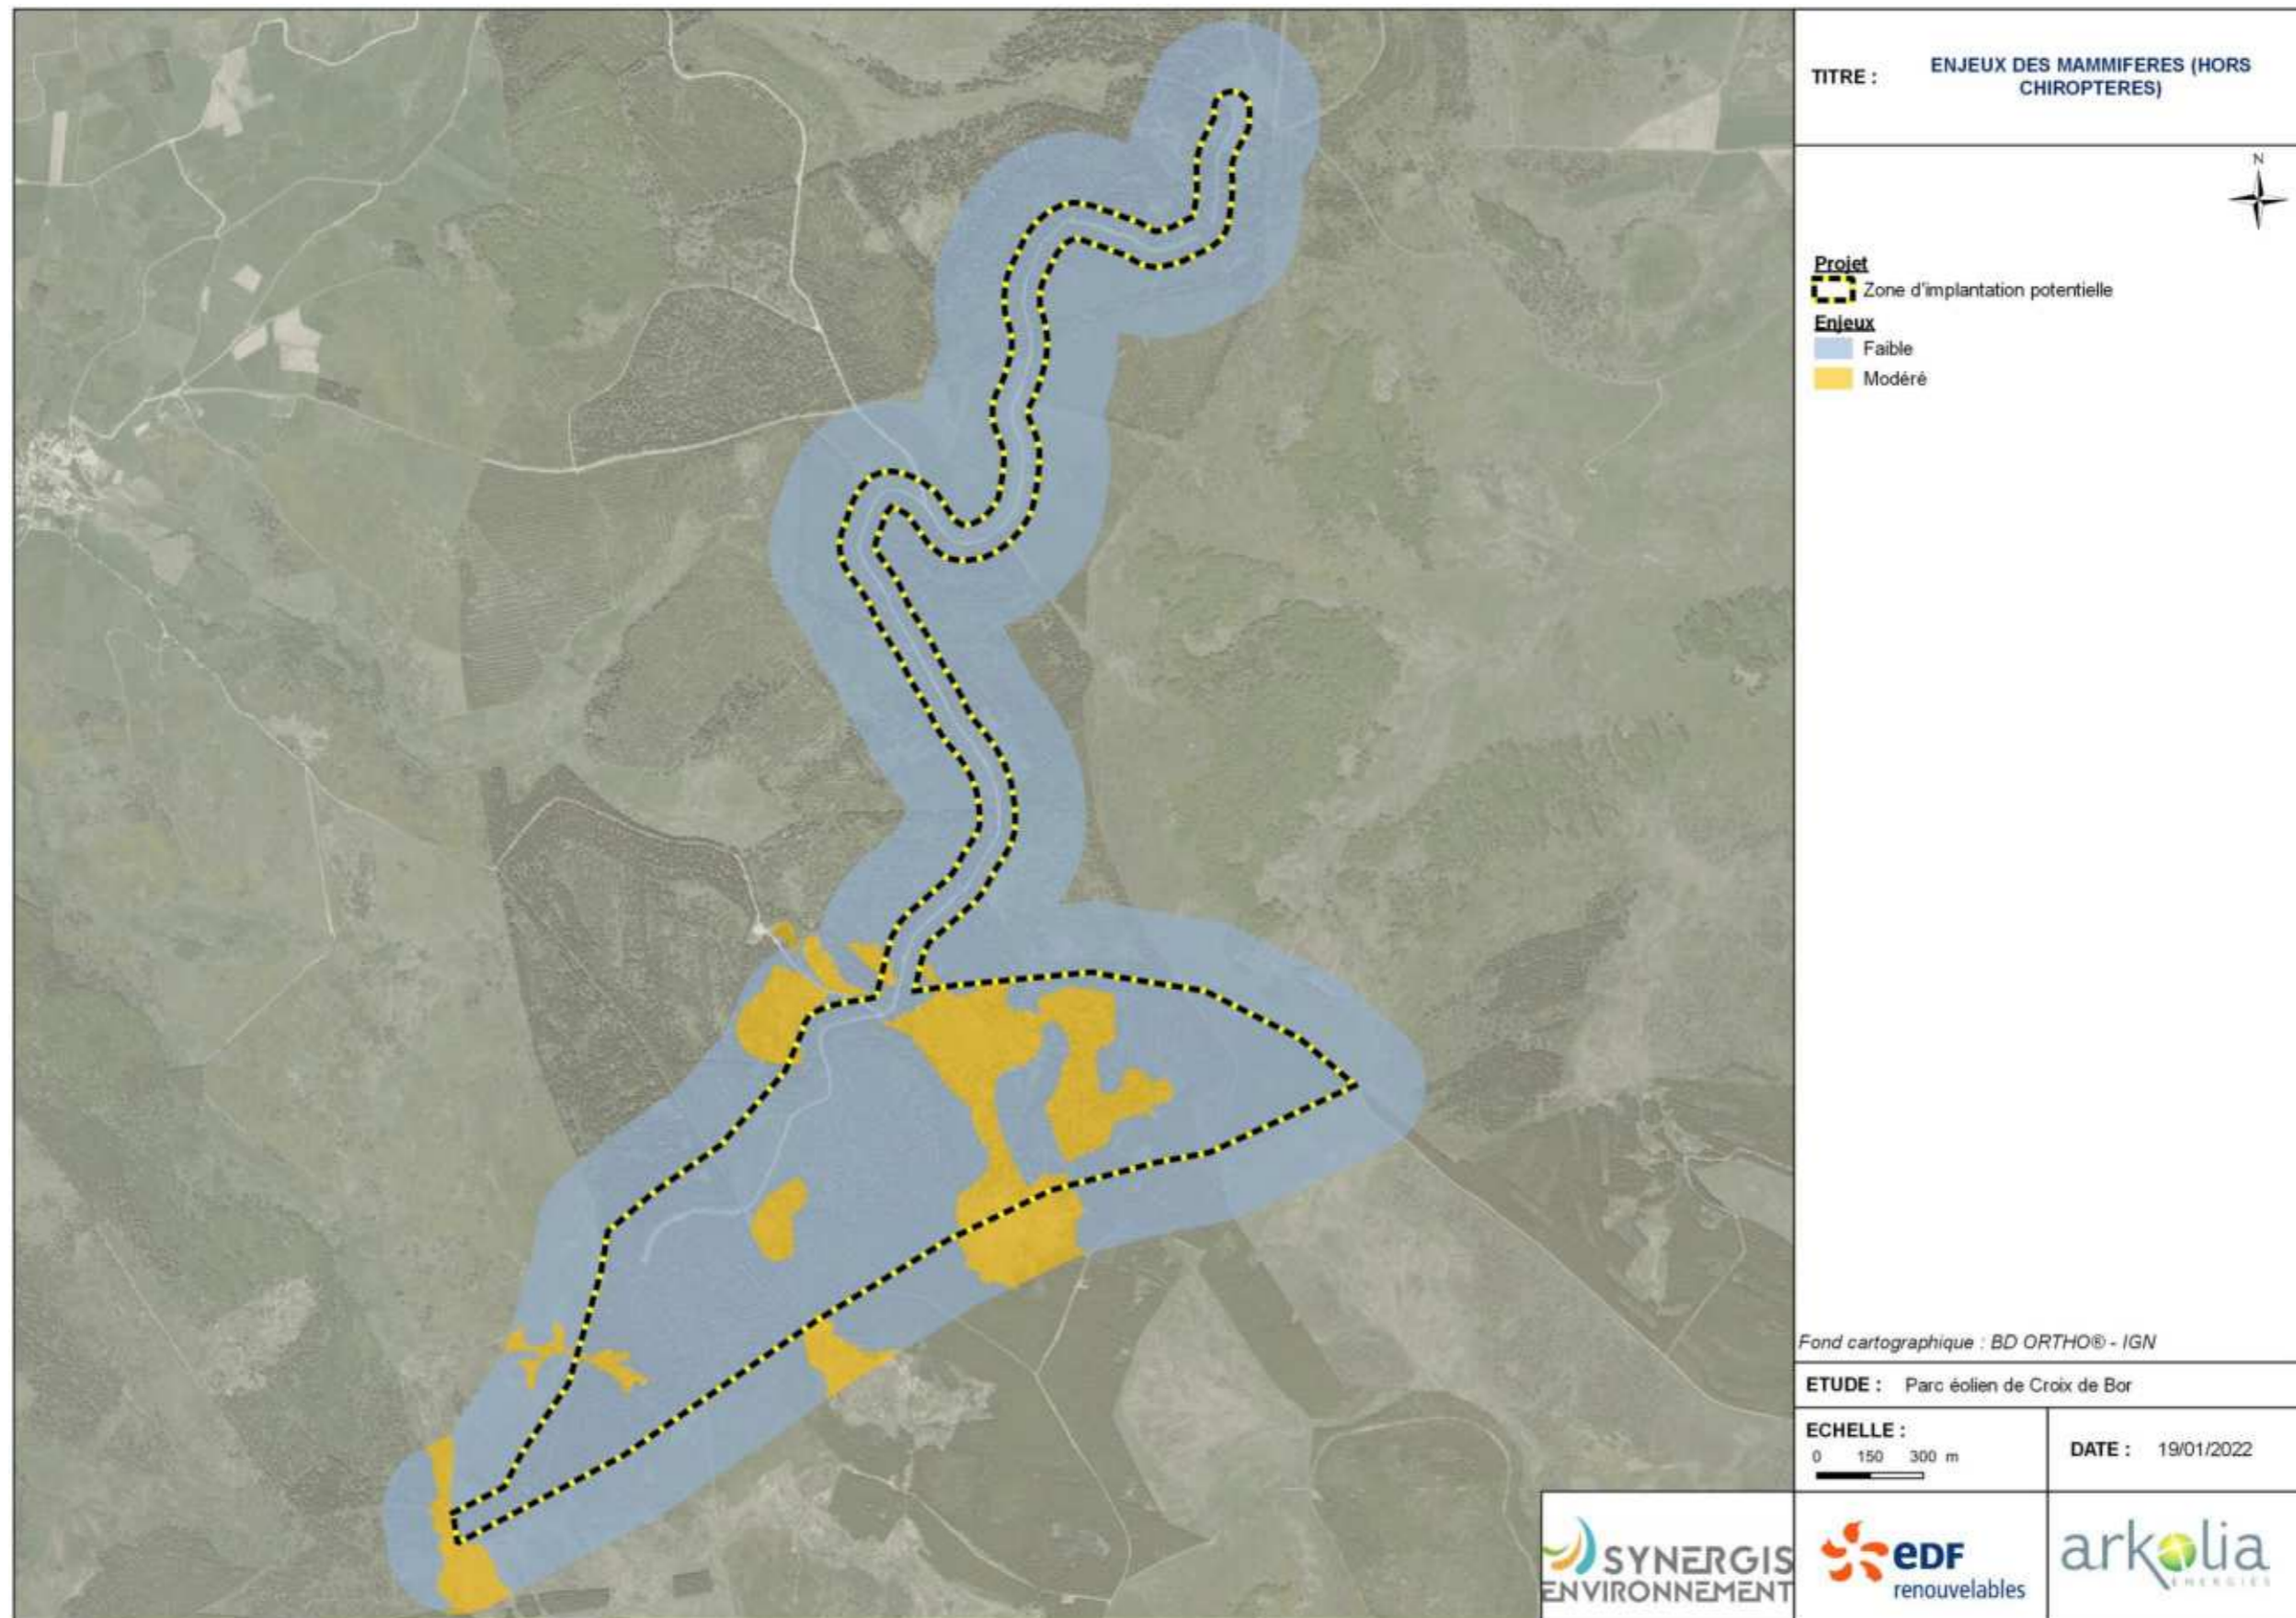 TITRE : ENJEUX DES MAMMIFERES (HORS
CHIROPTERES)
N
Projet
Zone d'implantation potentielle
Enjeux
Faible
Modéré
Fond cartographique : BD ORTHO® - IGN
ETUDE : Parc éolien de Croix de Bor
ECHELLE :
0 150 300 m
DATE : 19/01/2022
SYNERGIS
ENVIRONNEMENT
eDF
renouvelables
arkolia
ENERGIES